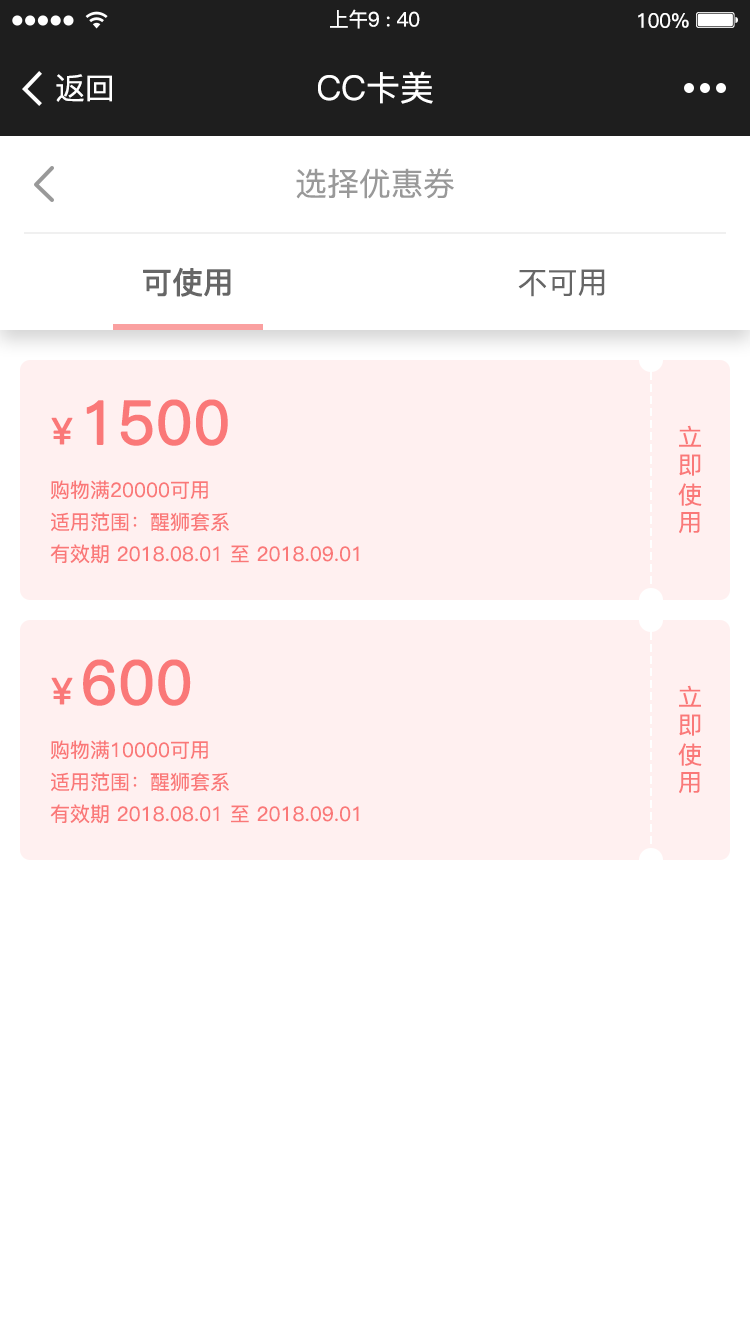 上午9 : 40
100%
返回
CC卡美
选择优惠券
可使用
不可用
¥ 1500
购物满20000可用
适用范围：醒狮套系
有效期 2018.08.01 至 2018.09.01
立即使用
¥ 600
购物满10000可用
适用范围：醒狮套系
有效期 2018.08.01 至 2018.09.01
立即使用